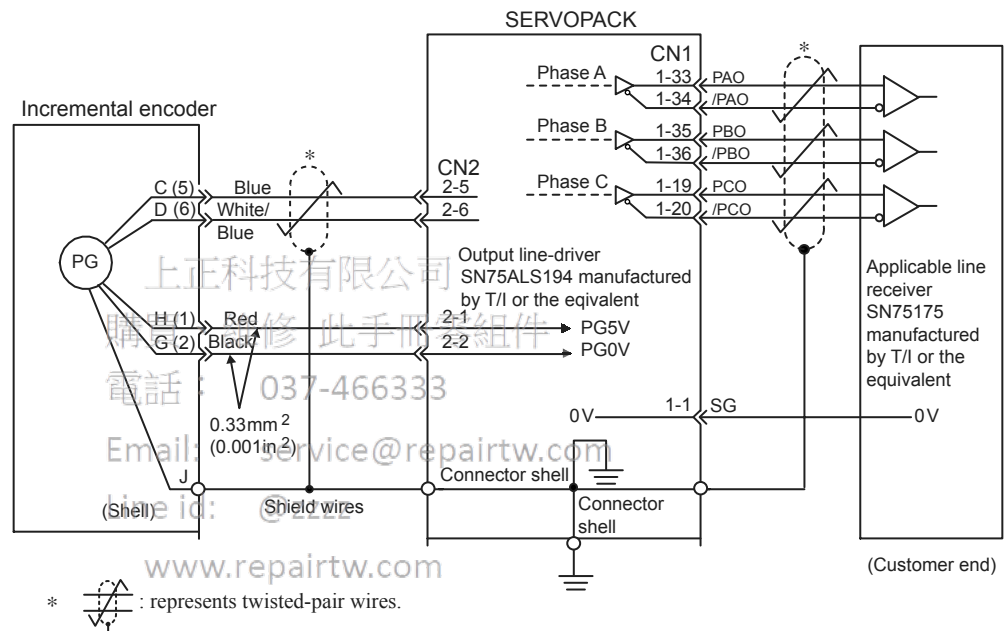 SERVOPACK
CN1
*
Phase A
1-33
PAO
1-34
/PAO
Incremental encoder
Phase B
1-35
PBO
1-36
/PBO
*
CN2
Phase C
1-19
PCO
1-20
/PCO
C (5)
Blue
2-5
D (6)
White/
Blue
2-6
PG
Output line-driver
SN75ALS194 manufactured
by T/I or the eqivalent
Applicable line
receiver
SN75175
manufactured
by T/I or the
equivalent
上正科技有限公司
H (1)
Red
2-1
PG5V
購買 維修 此手冊零組件
G (2)
Black
2-2
PG0V
電話： 037-466333
0V
1-1
SG
0V
0.33mm 2
(0.001in 2)
Email: service@repairtw.com
J
Connector shell
(Shell)
Shield wires
Connector
shell
Line id: @zzzz
www.repairtw.com
(Customer end)
* : represents twisted-pair wires.